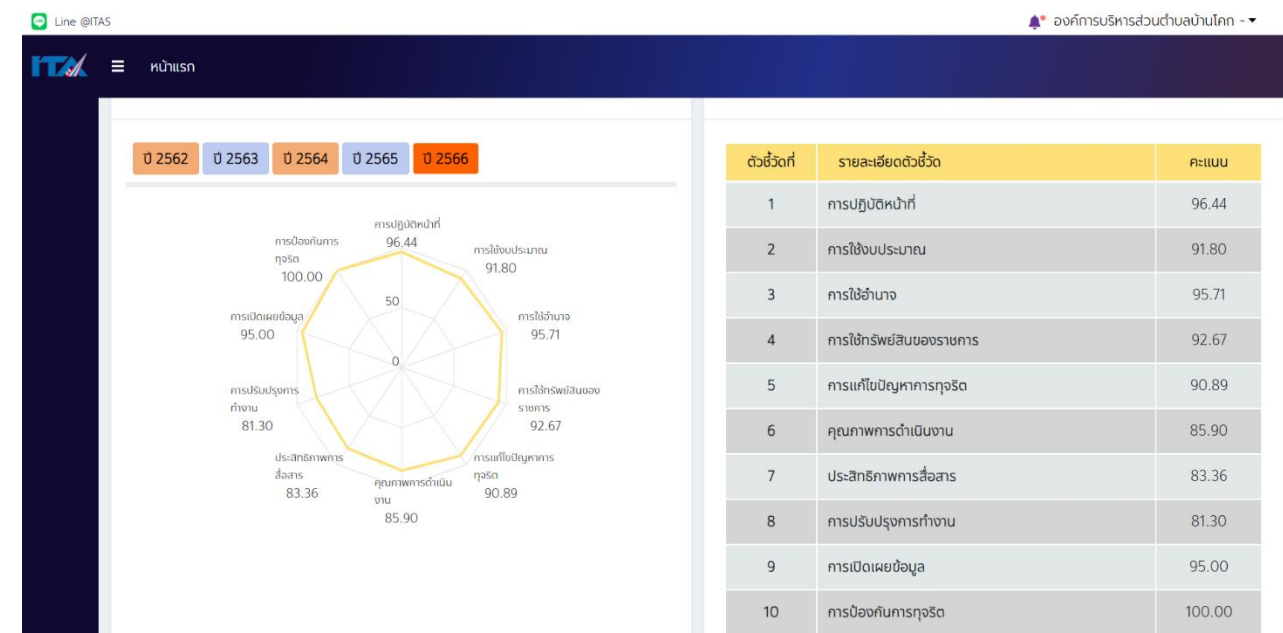 Line @ITAS
องค์การบริหารส่วนตำบลบ้านโคก -
ITA
หน้าแรก
ปี 2562 ปี 2563 ปี 2564 ปี 2565 ปี 2566
การปฏิบัติหน้าที่
96.44
การใช้งบประมาณ
91.80
การใช้อำนาจ
95.71
การใช้ทรัพย์สินของ
ราชการ
92.67
การแก้ไขปัญหาการ
ทุจริต
90.89
คุณภาพการดำเนิน
งาน
85.90
ประสิทธิภาพการ
สื่อสาร
83.36
การปรับปรุงการ
ทำงาน
81.30
การเปิดเผยข้อมูล
95.00
การป้องกันการ
ทุจริต
100.00
50
0
ตัวชี้วัดที่ รายละเอียดตัวชี้วัด คะแนน
1 การปฏิบัติหน้าที่ 96.44
2 การใช้งบประมาณ 91.80
3 การใช้อำนาจ 95.71
4 การใช้ทรัพย์สินของราชการ 92.67
5 การแก้ไขปัญหาการทุจริต 90.89
6 คุณภาพการดำเนินงาน 85.90
7 ประสิทธิภาพการสื่อสาร 83.36
8 การปรับปรุงการทำงาน 81.30
9 การเปิดเผยข้อมูล 95.00
10 การป้องกันการทุจริต 100.00